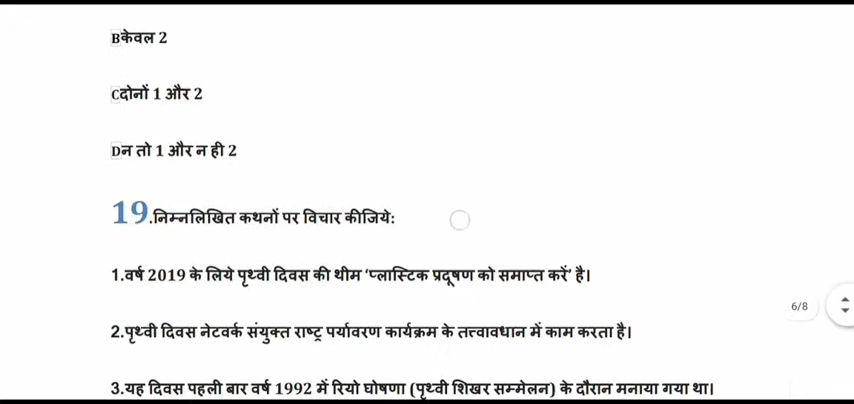 Bकेवल 2
Cदोनों 1 और 2
Dन तो 1 और न ही 2
19.निम्नलिखित कथनों पर विचार कीजिये:
1.वर्ष 2019 के लिये पृथ्वी दिवस की थीम ‘प्लास्टिक प्रदूषण को समाप्त करें’ है।
6/8
2.पृथ्वी दिवस नेटवर्क संयुक्त राष्ट्र पर्यावरण कार्यक्रम के तत्त्वावधान में काम करता है।
3.यह दिवस पहली बार वर्ष 1992 में रियो घोषणा (पृथ्वी शिखर सम्मेलन) के दौरान मनाया गया था।